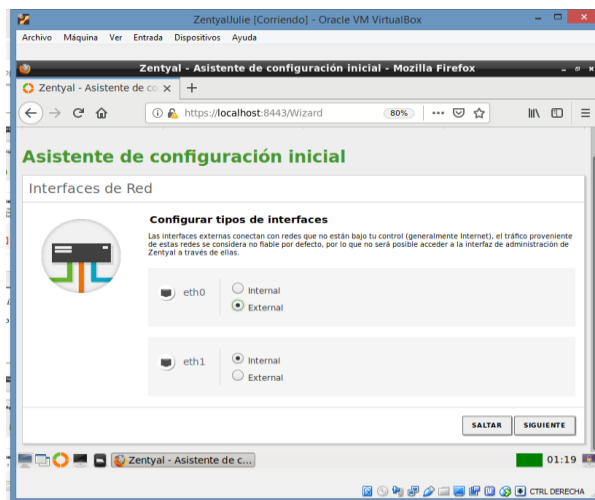 ZentyalJulie [Corriendo] - Oracle VM VirtualBox
Archivo Máquina Ver Entrada Dispositivos Ayuda
Zentyal - Asistente de configuración inicial - Mozilla Firefox
Zentyal - Asistente de co
https://localhost:8443/Wizard 80%
Asistente de configuración inicial
Interfaces de Red
Configurar tipos de interfaces
Las interfaces externas conectan con redes que no están bajo tu control (generalmente Internet), el tráfico proveniente
de estas redes se considera no fiable por defecto, por lo que no será posible acceder a la interfaz de administración de
Zentyal a través de ellas.
eth0
Internal
External
eth1
Internal
External
SALTAR SIGUIENTE
Zentyal - Asistente de c... 01:19
CTRL DERECHA